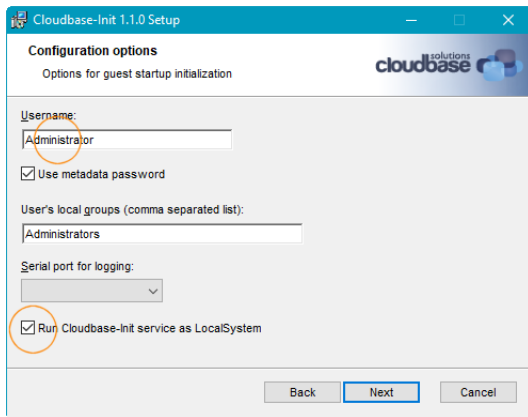 Cloudbase-Init 1.1.0 Setup
Configuration options
Options for guest startup initialization
cloudbase solutions
Username:
Administrator
Use metadata password
User's local groups (comma separated list):
Administrators
Serial port for logging:
Run Cloudbase-Init service as LocalSystem
Back Next Cancel